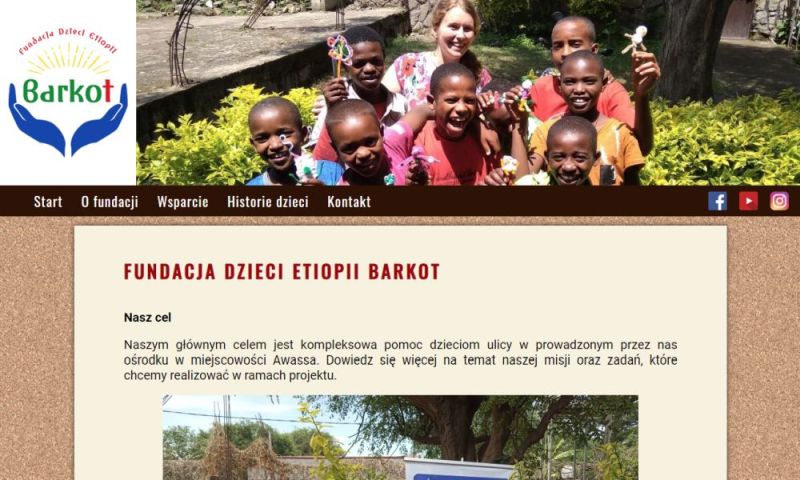 Fundacja Dzieci Etiopii
Barkot
Start O fundacji Wsparcie Historie dzieci Kontakt
FUNDACJA DZIECI ETIOPII BARKOT
Nasz cel
Naszym głównym celem jest kompleksowa pomoc dzieciom ulicy w prowadzonym przez nas
ośrodku w miejscowości Awassa. Dowiedz się więcej na temat naszej misji oraz zadań, które
chcemy realizować w ramach projektu.